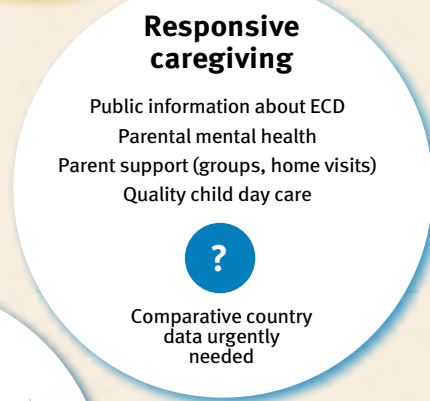 Responsive
caregiving
Public information about ECD
Parental mental health
Parent support (groups, home visits)
Quality child day care
?
Comparative country
data urgently
needed